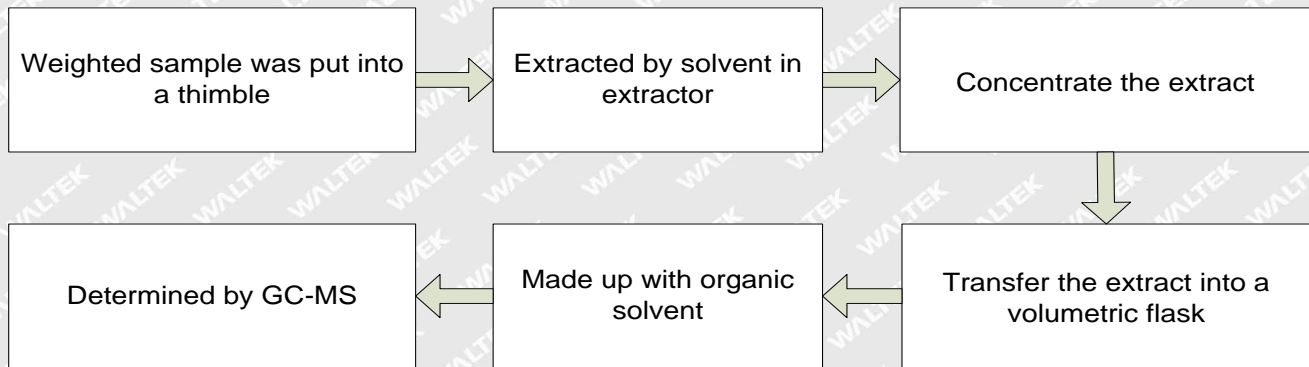 Weighted sample was put into
a thimble
Extracted by solvent in
extractor
Concentrate the extract
Transfer the extract into a
volumetric flask
Made up with organic
solvent
Determined by GC-MS
WALTEK